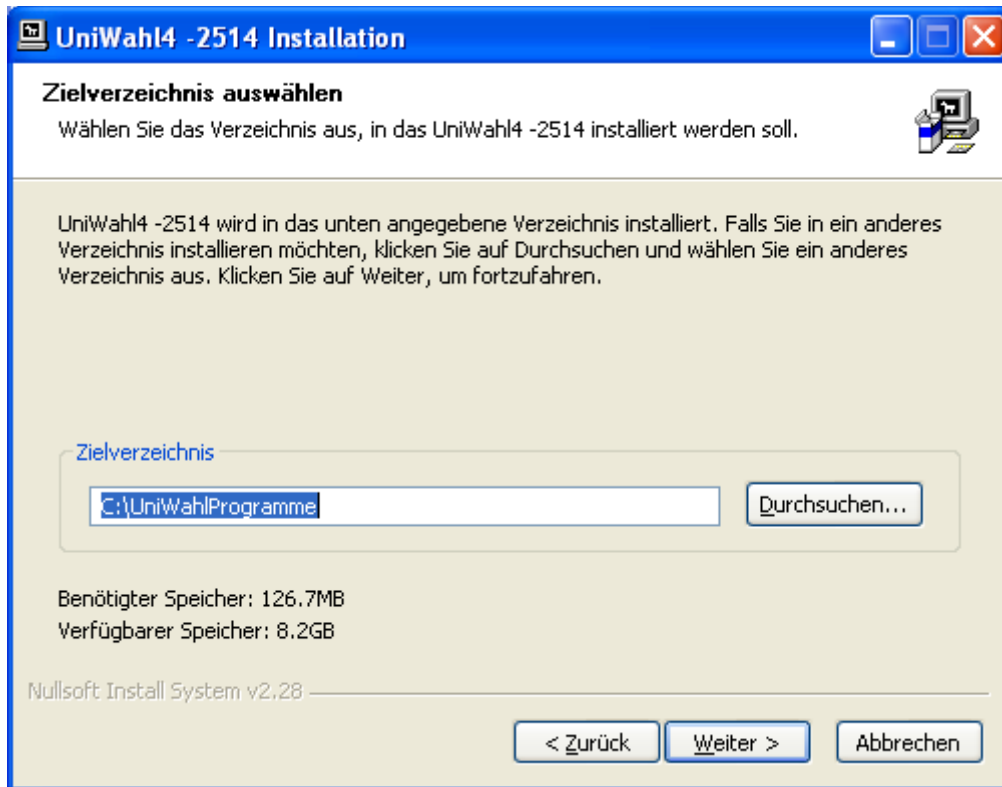 UniWahl4 -2514 Installation
Zielverzeichnis auswählen
Wählen Sie das Verzeichnis aus, in das UniWahl4 -2514 installiert werden soll.
UniWahl4 -2514 wird in das unten angegebene Verzeichnis installiert. Falls Sie in ein anderes
Verzeichnis installieren möchten, klicken Sie auf Durchsuchen und wählen Sie ein anderes
Verzeichnis aus. Klicken Sie auf Weiter, um fortzufahren.
Zielverzeichnis
C:\UniWahlProgramme
Durchsuchen...
Benötigter Speicher: 126.7MB
Verfügbarer Speicher: 8.2GB
Nullsoft Install System v2.28
< Zurück
Weiter >
Abbrechen